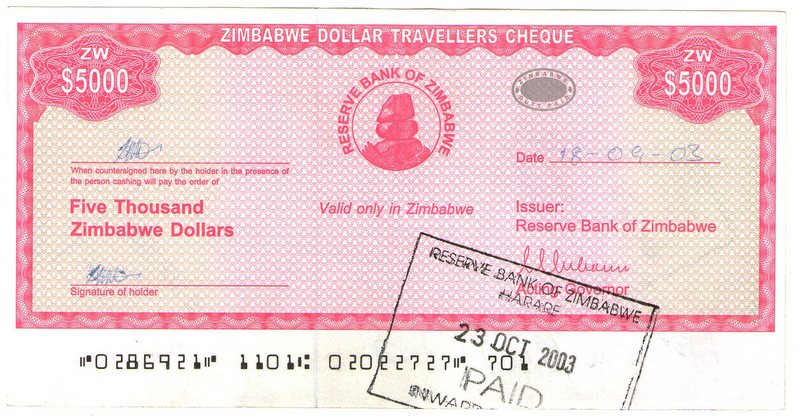 ZIMBABWE DOLLAR TRAVELLERS CHEQUE
ZW
$5000
ZW
$5000
RESERVE BANK OF ZIMBABWE
Date 18-09-03
When countersigned here by the holder in the presence of
the person cashing will pay the order of
Five Thousand
Zimbabwe Dollars
Valid only in Zimbabwe
Issuer:
Reserve Bank of Zimbabwe
Acting Governor
Signature of holder
RESERVE BANK OF ZIMBABWE
HARARE
23 OCT 2003
PAID
⑈0286921⑈ 1101⑆ 02022727⑈ 701